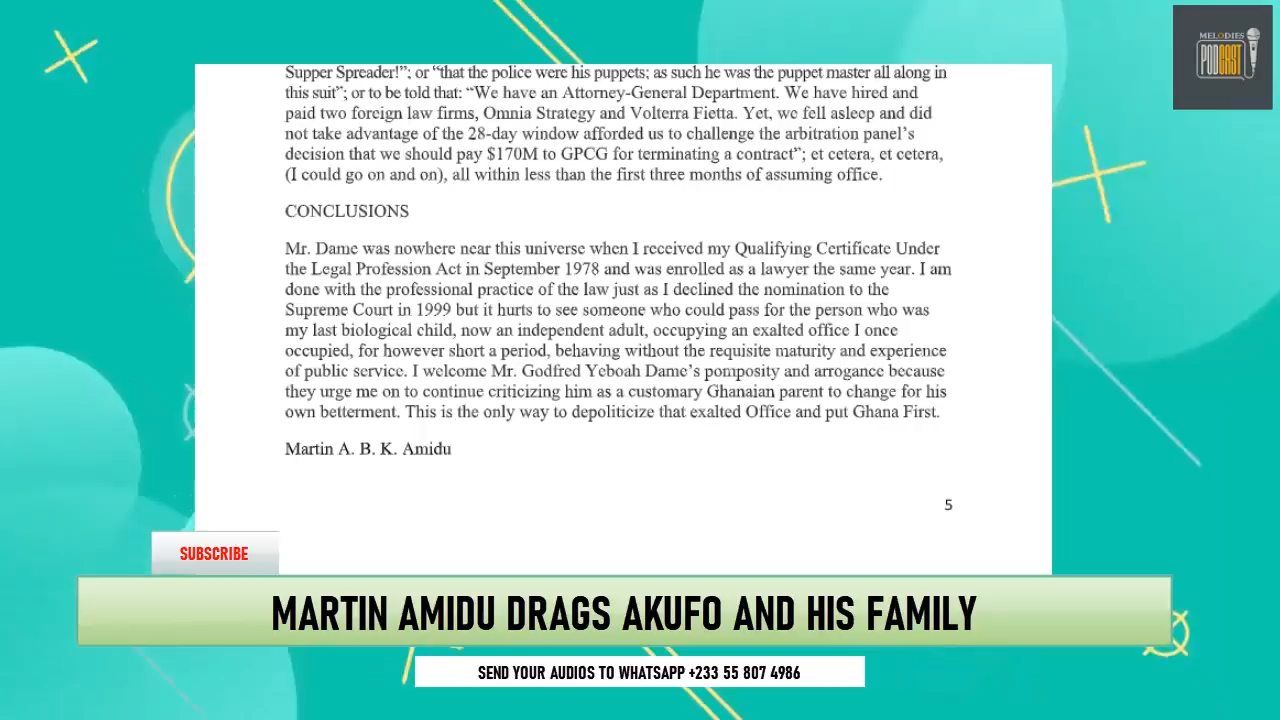 MELODIES
PODCAST
Supper Spreader!”; or “that the police were his puppets; as such he was the puppet master all along in
this suit”; or to be told that: “We have an Attorney-General Department. We have hired and
paid two foreign law firms, Omnia Strategy and Volterra Fietta. Yet, we fell asleep and did
not take advantage of the 28-day window afforded us to challenge the arbitration panel’s
decision that we should pay $170M to GPCG for terminating a contract”; et cetera, et cetera,
(I could go on and on), all within less than the first three months of assuming office.
CONCLUSIONS
Mr. Dame was nowhere near this universe when I received my Qualifying Certificate Under
the Legal Profession Act in September 1978 and was enrolled as a lawyer the same year. I am
done with the professional practice of the law just as I declined the nomination to the
Supreme Court in 1999 but it hurts to see someone who could pass for the person who was
my last biological child, now an independent adult, occupying an exalted office I once
occupied, for however short a period, behaving without the requisite maturity and experience
of public service. I welcome Mr. Godfred Yeboah Dame’s pomposity and arrogance because
they urge me on to continue criticizing him as a customary Ghanaian parent to change for his
own betterment. This is the only way to depoliticize that exalted Office and put Ghana First.
Martin A. B. K. Amidu
5
SUBSCRIBE
MARTIN AMIDU DRAGS AKUFO AND HIS FAMILY
SEND YOUR AUDIOS TO WHATSAPP +233 55 807 4986